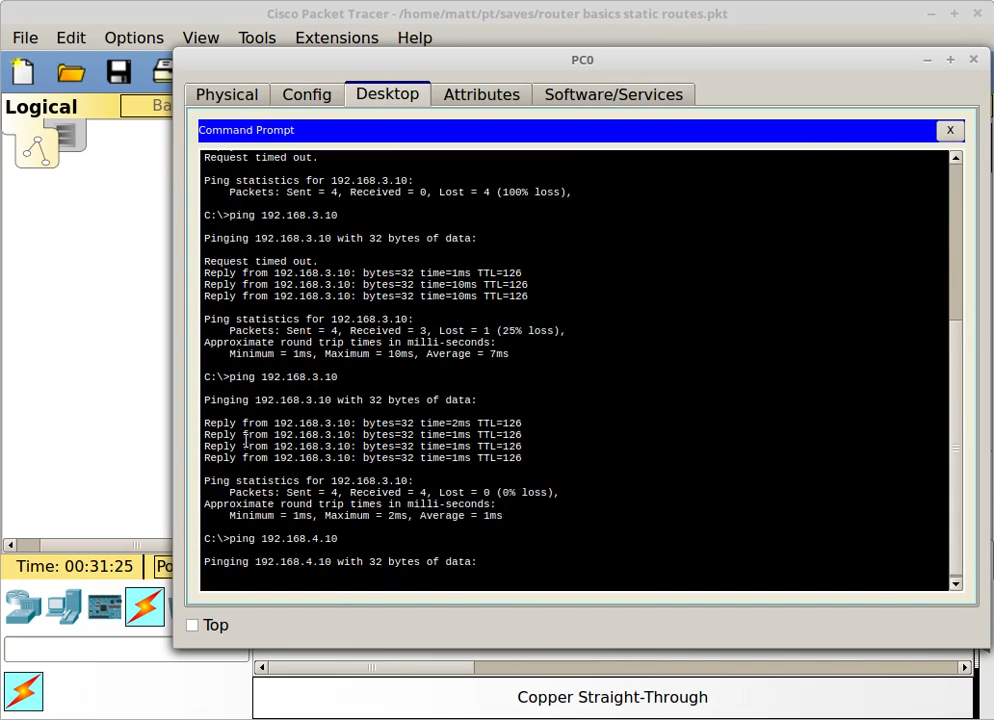 Cisco Packet Tracer - /home/matt/pt/saves/router basics static routes.pkt
File Edit Options View Tools Extensions Help
PC0
Physical Config Desktop Attributes Software/Services
Logical
Ba
Command Prompt
X
Request timed out.
Ping statistics for 192.168.3.10:
Packets: Sent = 4, Received = 0, Lost = 4 (100% loss),
C:\>ping 192.168.3.10
Pinging 192.168.3.10 with 32 bytes of data:
Request timed out.
Reply from 192.168.3.10: bytes=32 time=1ms TTL=126
Reply from 192.168.3.10: bytes=32 time=10ms TTL=126
Reply from 192.168.3.10: bytes=32 time=10ms TTL=126
Ping statistics for 192.168.3.10:
Packets: Sent = 4, Received = 3, Lost = 1 (25% loss),
Approximate round trip times in milli-seconds:
Minimum = 1ms, Maximum = 10ms, Average = 7ms
C:\>ping 192.168.3.10
Pinging 192.168.3.10 with 32 bytes of data:
Reply from 192.168.3.10: bytes=32 time=2ms TTL=126
Reply from 192.168.3.10: bytes=32 time=1ms TTL=126
Reply from 192.168.3.10: bytes=32 time=1ms TTL=126
Reply from 192.168.3.10: bytes=32 time=1ms TTL=126
Ping statistics for 192.168.3.10:
Packets: Sent = 4, Received = 4, Lost = 0 (0% loss),
Approximate round trip times in milli-seconds:
Minimum = 1ms, Maximum = 2ms, Average = 1ms
C:\>ping 192.168.4.10
Pinging 192.168.4.10 with 32 bytes of data:
Time: 00:31:25
Po
Top
Copper Straight-Through